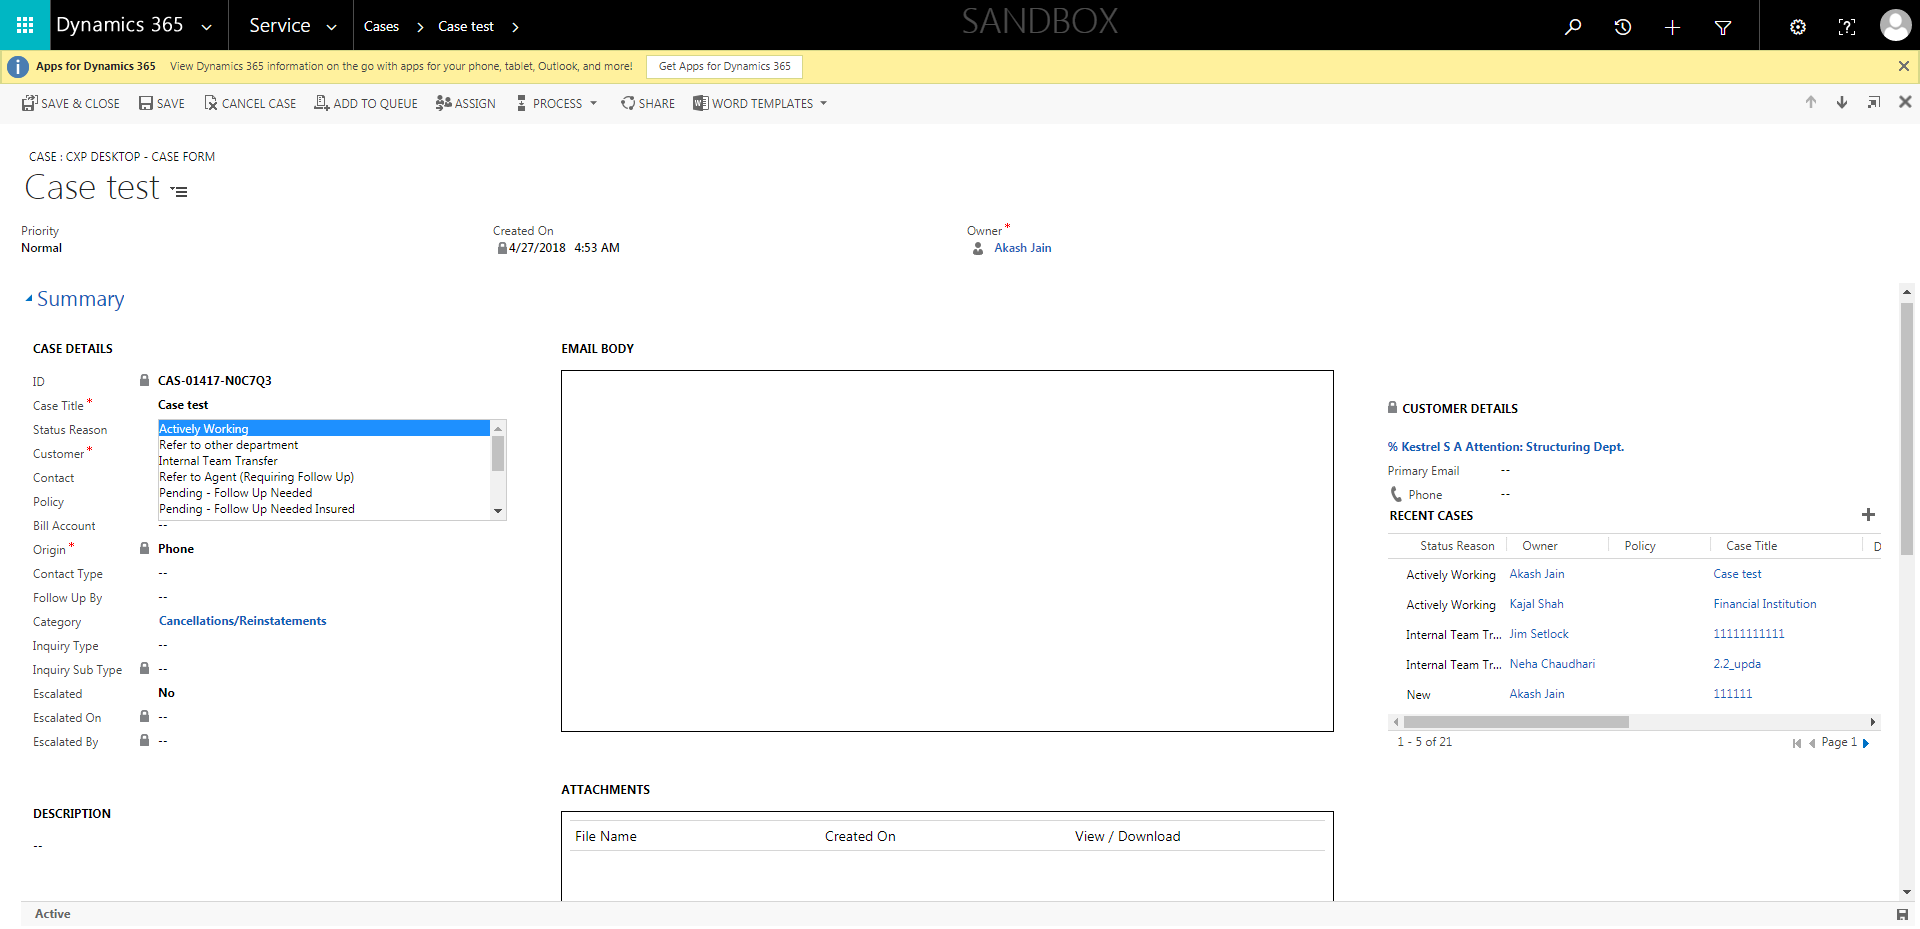 Dynamics 365 Service Cases Case test SANDBOX
Apps for Dynamics 365 View Dynamics 365 information on the go with apps for your phone, tablet, Outlook, and more! Get Apps for Dynamics 365
SAVE & CLOSE SAVE CANCEL CASE ADD TO QUEUE ASSIGN PROCESS SHARE WORD TEMPLATES
CASE : CXP DESKTOP - CASE FORM
Case test
Priority
Normal
Created On
4/27/2018 4:53 AM
Owner*
Akash Jain
Summary
CASE DETAILS
ID CAS-01417-N0C7Q3
Case Title* Case test
Status Reason
Customer*
Contact
Policy
Actively Working
Refer to other department
Internal Team Transfer
Refer to Agent (Requiring Follow Up)
Pending - Follow Up Needed
Pending - Follow Up Needed Insured
Bill Account --
Origin* Phone
Contact Type --
Follow Up By --
Category Cancellations/Reinstatements
Inquiry Type --
Inquiry Sub Type --
Escalated No
Escalated On --
Escalated By --
DESCRIPTION
--
EMAIL BODY
ATTACHMENTS
File Name Created On View / Download
CUSTOMER DETAILS
% Kestrel S A Attention: Structuring Dept.
Primary Email --
Phone --
RECENT CASES
Status Reason Owner Policy Case Title D
Actively Working Akash Jain Case test
Actively Working Kajal Shah Financial Institution
Internal Team Tr... Jim Setlock 11111111111
Internal Team Tr... Neha Chaudhari 2.2_upda
New Akash Jain 111111
1 - 5 of 21 Page 1
Active